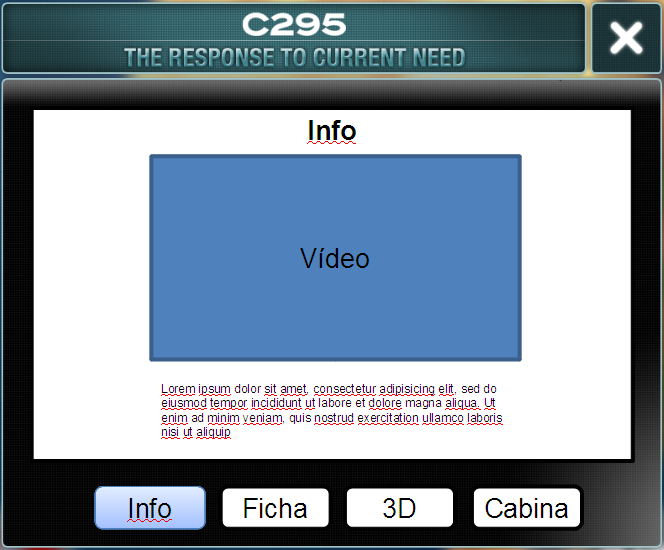 C295
THE RESPONSE TO CURRENT NEED
Info
Vídeo
Lorem ipsum dolor sit amet, consectetur adipisicing elit, sed do
eiusmod tempor incididunt ut labore et dolore magna aliqua. Ut
enim ad minim veniam, quis nostrud exercitation ullamco laboris
nisi ut aliquip
Info Ficha 3D Cabina